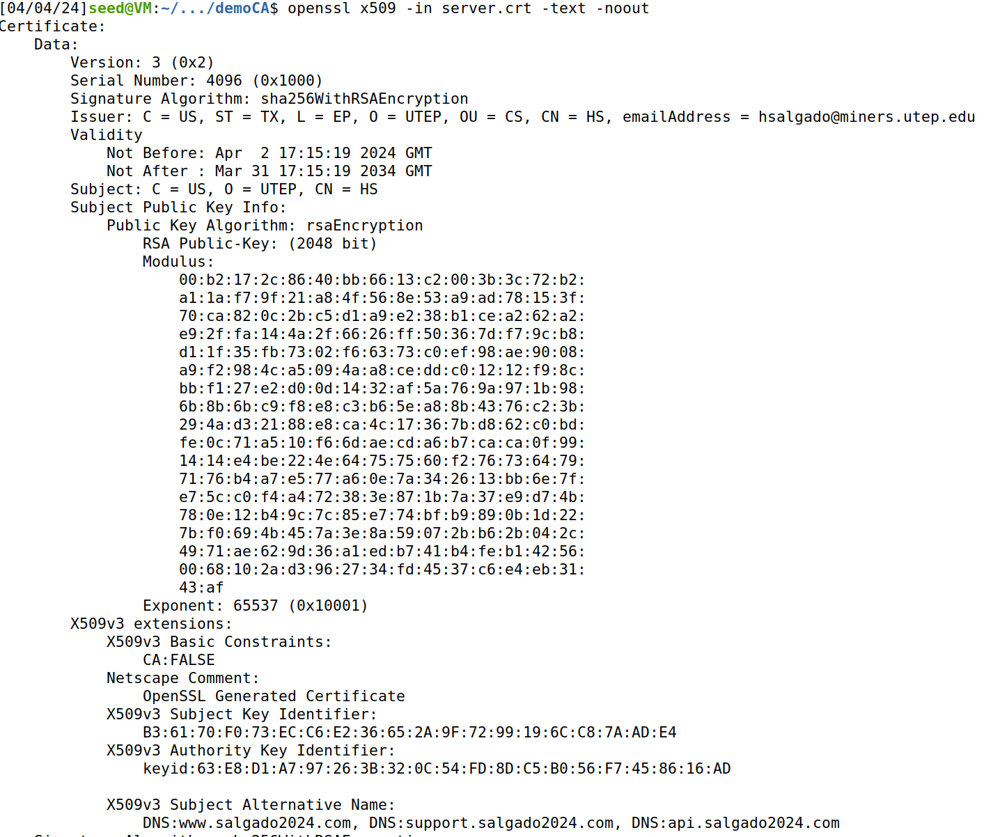 [04/04/24]seed@VM:~/.../demoCA$ openssl x509 -in server.crt -text -noout
Certificate:
    Data:
        Version: 3 (0x2)
        Serial Number: 4096 (0x1000)
        Signature Algorithm: sha256WithRSAEncryption
        Issuer: C = US, ST = TX, L = EP, O = UTEP, OU = CS, CN = HS, emailAddress = hsalgado@miners.utep.edu
        Validity
            Not Before: Apr  2 17:15:19 2024 GMT
            Not After : Mar 31 17:15:19 2034 GMT
        Subject: C = US, O = UTEP, CN = HS
        Subject Public Key Info:
            Public Key Algorithm: rsaEncryption
                RSA Public-Key: (2048 bit)
                Modulus:
                    00:b2:17:2c:86:40:bb:66:13:c2:00:3b:3c:72:b2:
                    a1:1a:f7:9f:21:a8:4f:56:8e:53:a9:ad:78:15:3f:
                    70:ca:82:0c:2b:c5:d1:a9:e2:38:b1:ce:a2:62:a2:
                    e9:2f:fa:14:4a:2f:66:26:ff:50:36:7d:f7:9c:b8:
                    d1:1f:35:fb:73:02:f6:63:73:c0:ef:98:ae:90:08:
                    a9:f2:98:4c:a5:09:4a:a8:ce:dd:c0:12:12:f9:8c:
                    bb:f1:27:e2:d0:0d:14:32:af:5a:76:9a:97:1b:98:
                    6b:8b:6b:c9:f8:e8:c3:b6:5e:a8:8b:43:76:c2:3b:
                    29:4a:d3:21:88:e8:ca:4c:17:36:7b:d8:62:c0:bd:
                    fe:0c:71:a5:10:f6:6d:ae:cd:a6:b7:ca:ca:0f:99:
                    14:14:e4:be:22:4e:64:75:75:60:f2:76:73:64:79:
                    71:76:b4:a7:e5:77:a6:0e:7a:34:26:13:bb:6e:7f:
                    e7:5c:c0:f4:a4:72:38:3e:87:1b:7a:37:e9:d7:4b:
                    78:0e:12:b4:9c:7c:85:e7:74:bf:b9:89:0b:1d:22:
                    7b:f0:69:4b:45:7a:3e:8a:59:07:2b:b6:2b:04:2c:
                    49:71:ae:62:9d:36:a1:ed:b7:41:b4:fe:b1:42:56:
                    00:68:10:2a:d3:96:27:34:fd:45:37:c6:e4:eb:31:
                    43:af
                Exponent: 65537 (0x10001)
        X509v3 extensions:
            X509v3 Basic Constraints:
                CA:FALSE
            Netscape Comment:
                OpenSSL Generated Certificate
            X509v3 Subject Key Identifier:
                B3:61:70:F0:73:EC:C6:E2:36:65:2A:9F:72:99:19:6C:C8:7A:AD:E4
            X509v3 Authority Key Identifier:
                keyid:63:E8:D1:A7:97:26:3B:32:0C:54:FD:8D:C5:B0:56:F7:45:86:16:AD

            X509v3 Subject Alternative Name:
                DNS:www.salgado2024.com, DNS:support.salgado2024.com, DNS:api.salgado2024.com